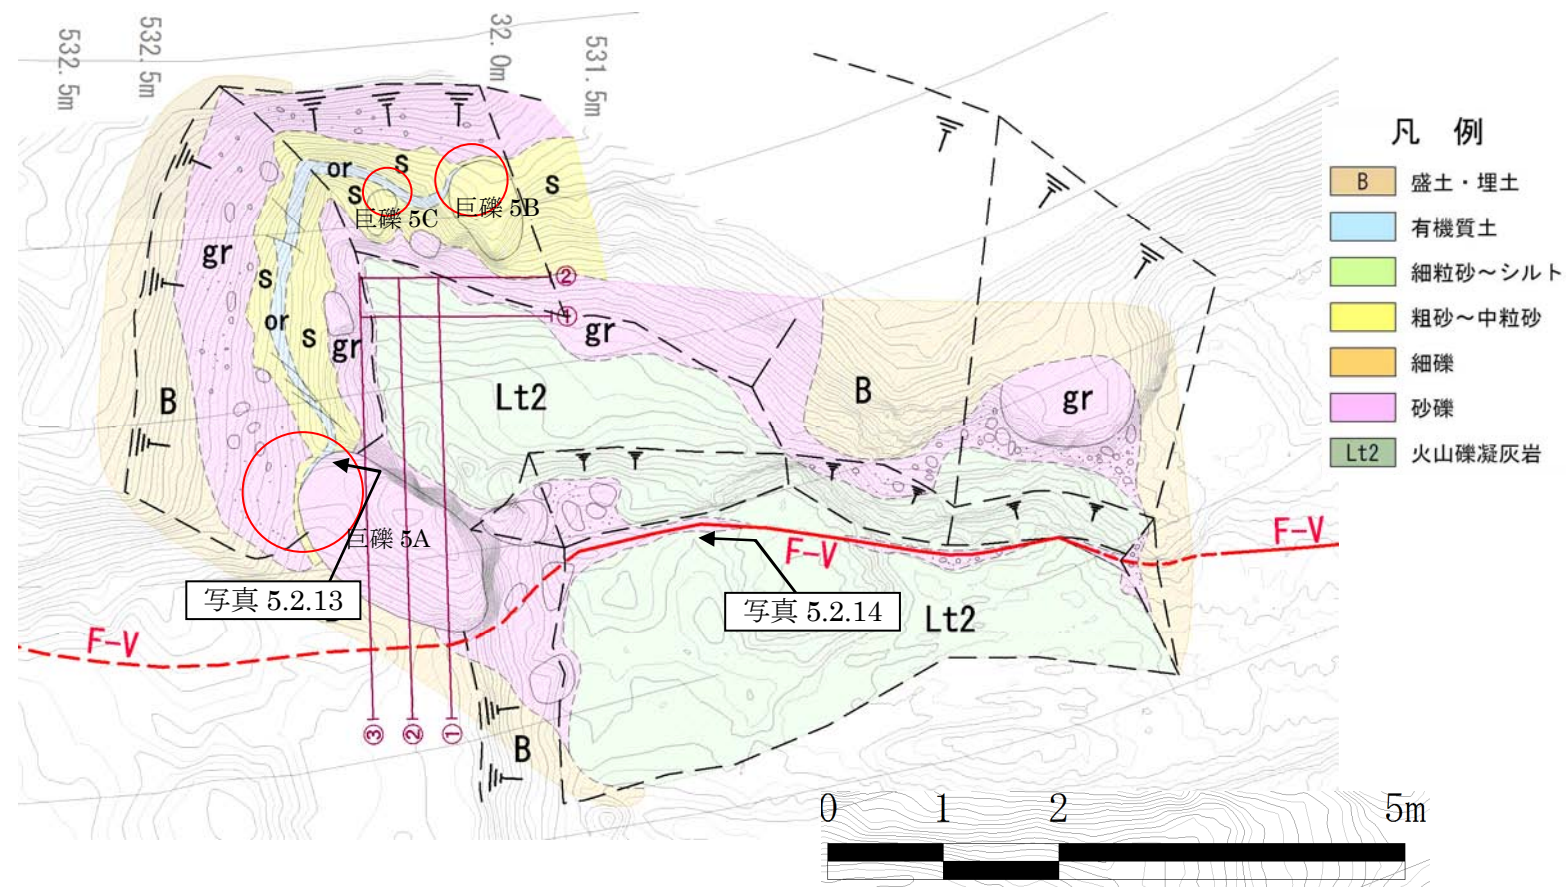 532.5m
532.5m
32.0m
531.5m
凡 例
B 盛土・埋土
有機質土
細粒砂～シルト
粗砂～中粒砂
細礫
砂礫
Lt2 火山礫凝灰岩
or
s
s
s
巨礫 5C
巨礫 5B
gr
s
or
s
gr
②
①
gr
B
Lt2
B
gr
巨礫 5A
写真 5.2.13
F-V
F-V
F-V
写真 5.2.14
Lt2
③
②
①
B
0 1 2 5m